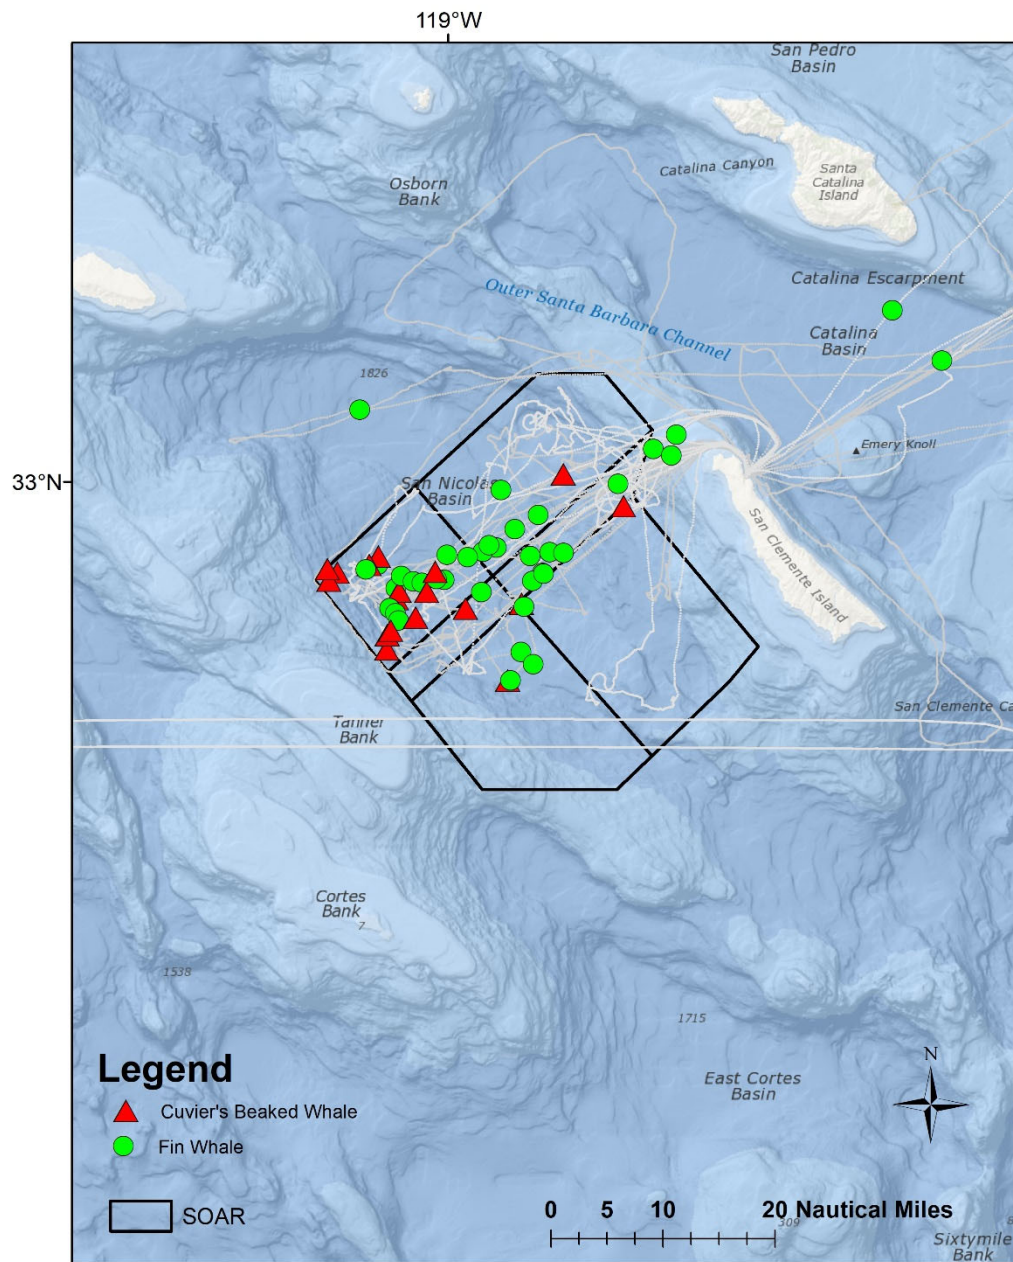 119°W
San Pedro
Basin
Catalina Canyon
Santa
Catalina
Island
Osborn
Bank
Catalina Escarpment
Outer Santa Barbara Channel
Catalina
Basin
1826
Emery Knoll
33°N
San Nicolas
Basin
San Clemente Island
San Clemente Ca
Tanner
Bank
Cortes
Bank
7
1538
1715
East Cortes
Basin
N
Legend
Cuvier's Beaked Whale
Fin Whale
SOAR
0 5 10 20 Nautical Miles
309
8
Sixtymile
Bank